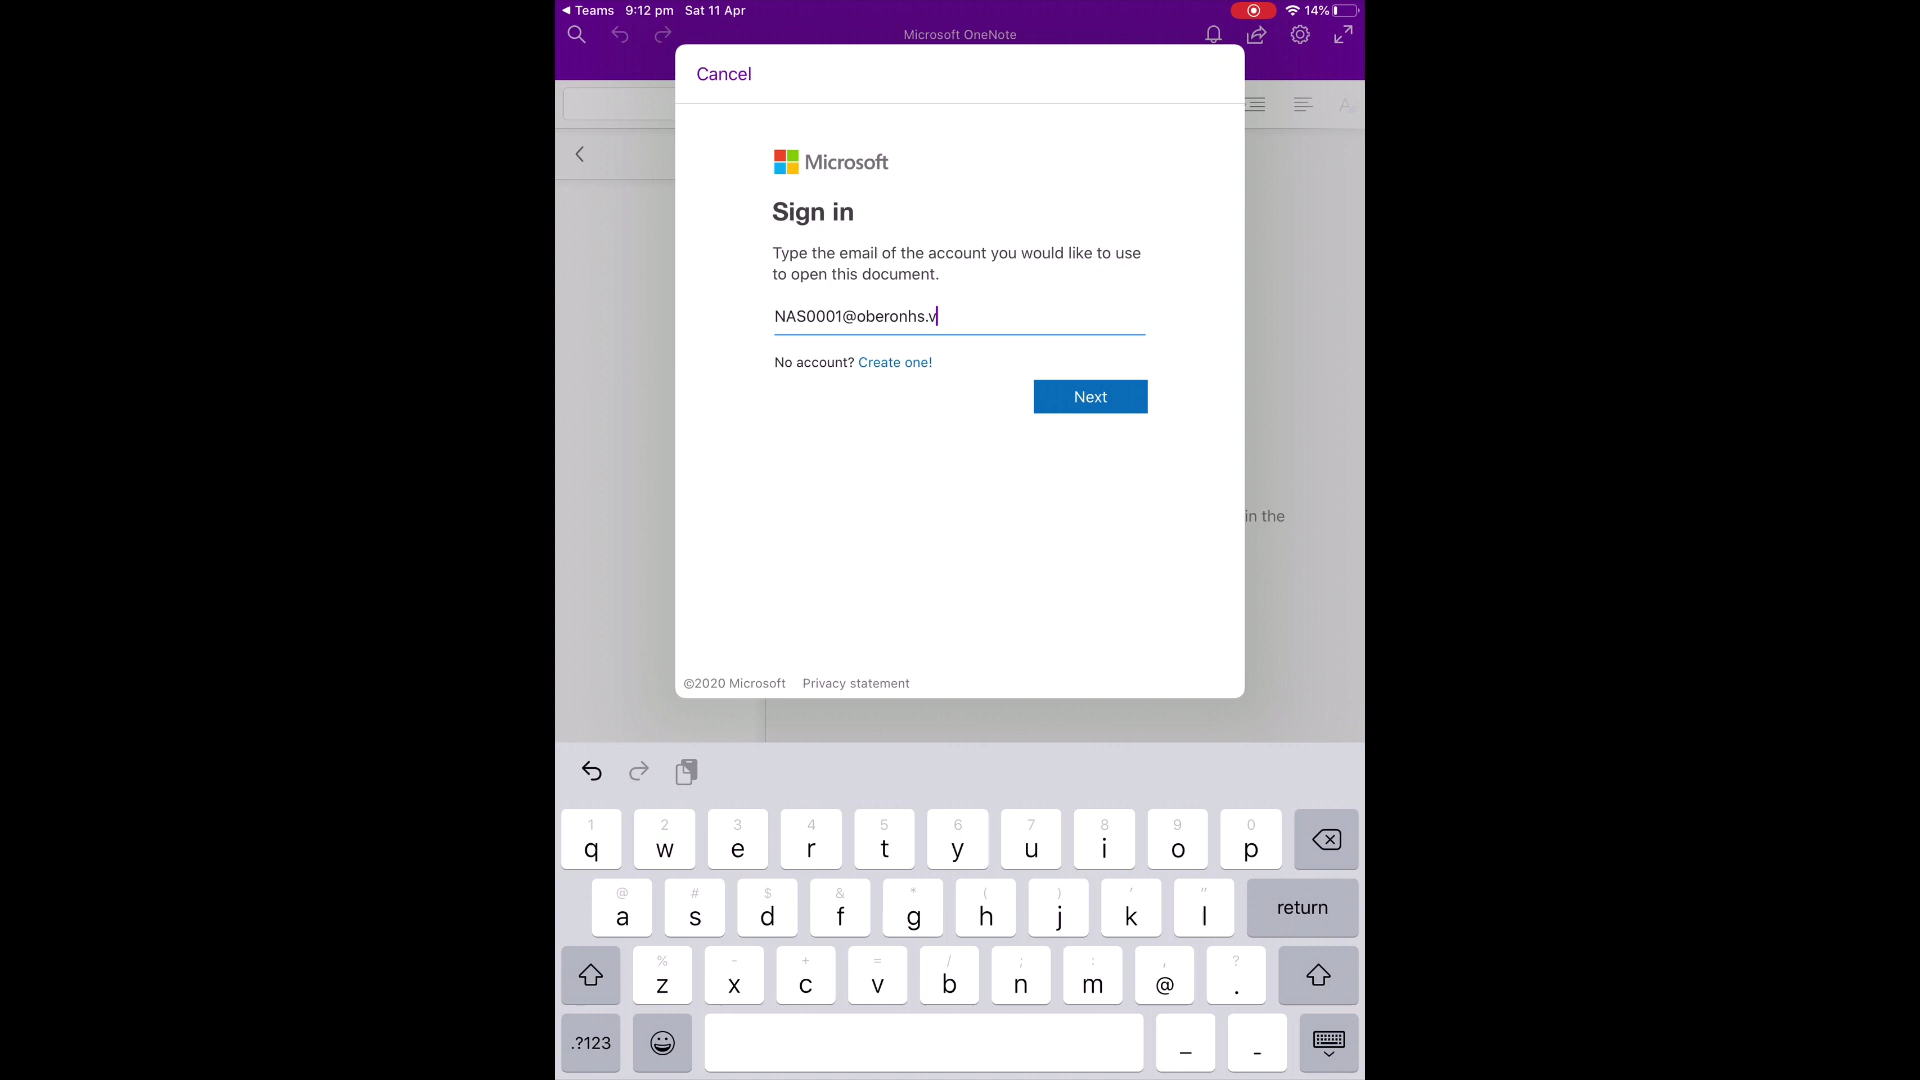 Teams 9:12 pm Sat 11 Apr 14%
Microsoft OneNote
Cancel
Microsoft
Sign in
Type the email of the account you would like to use
to open this document.
NAS0001@oberonhs.v
No account? Create one!
Next
in the
©2020 Microsoft Privacy statement
1 2 3 4 5 6 7 8 9 0
q w e r t y u i o p
@ # $ & * ( ) ' "
a s d f g h j k l return
% - + = / ; : , ?
z x c v b n m @ .
.?123 _ -